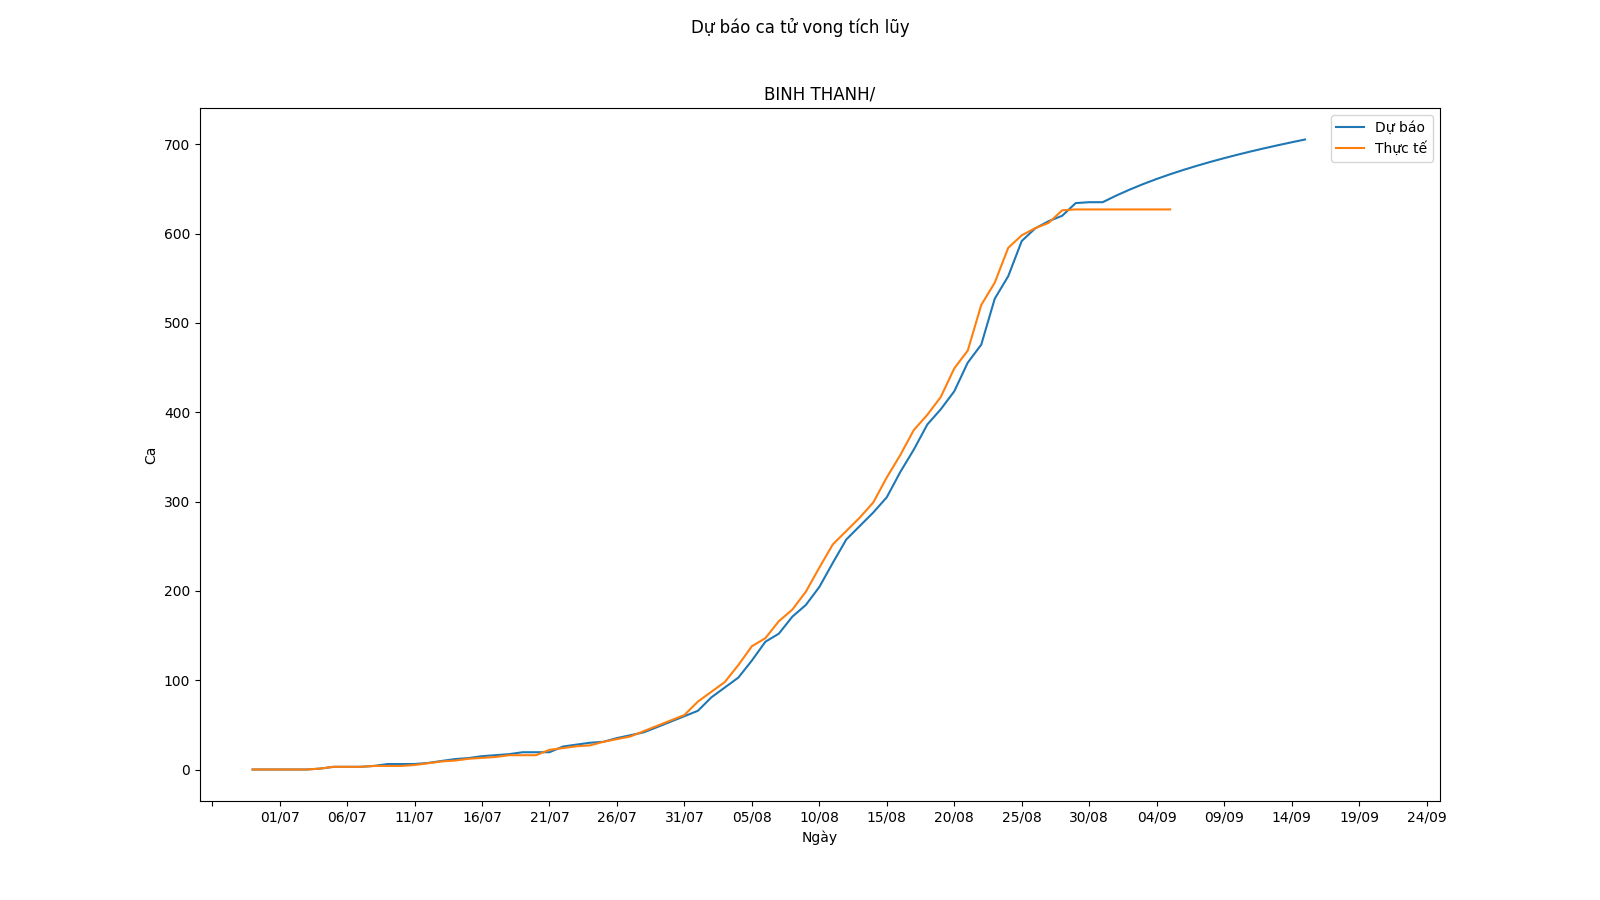 Dự báo ca tử vong tích lũy
BINH THANH/
Dự báo
Thực tế
700
600
500
400
300
200
100
0
Ca
01/07 06/07 11/07 16/07 21/07 26/07 31/07 05/08 10/08 15/08 20/08 25/08 30/08 04/09 09/09 14/09 19/09 24/09
Ngày